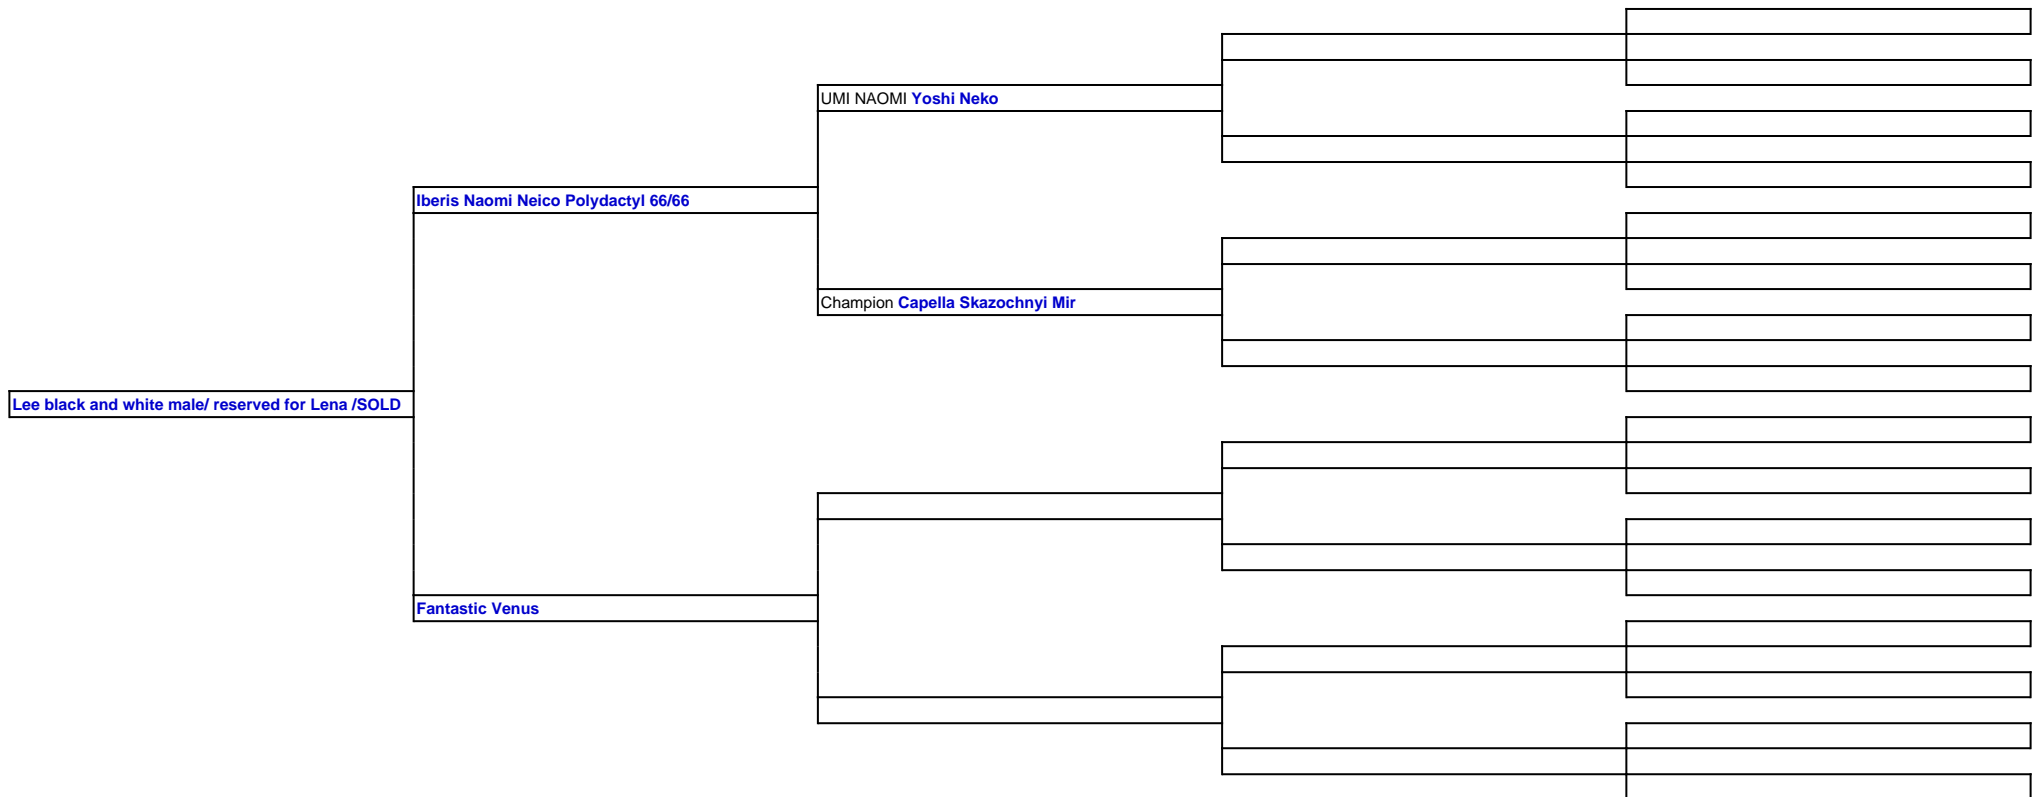 UMI NAOMI Yoshi Neko
Iberis Naomi Neico Polydactyl 66/66
Champion Capella Skazochnyi Mir
Lee black and white male/ reserved for Lena /SOLD
Fantastic Venus